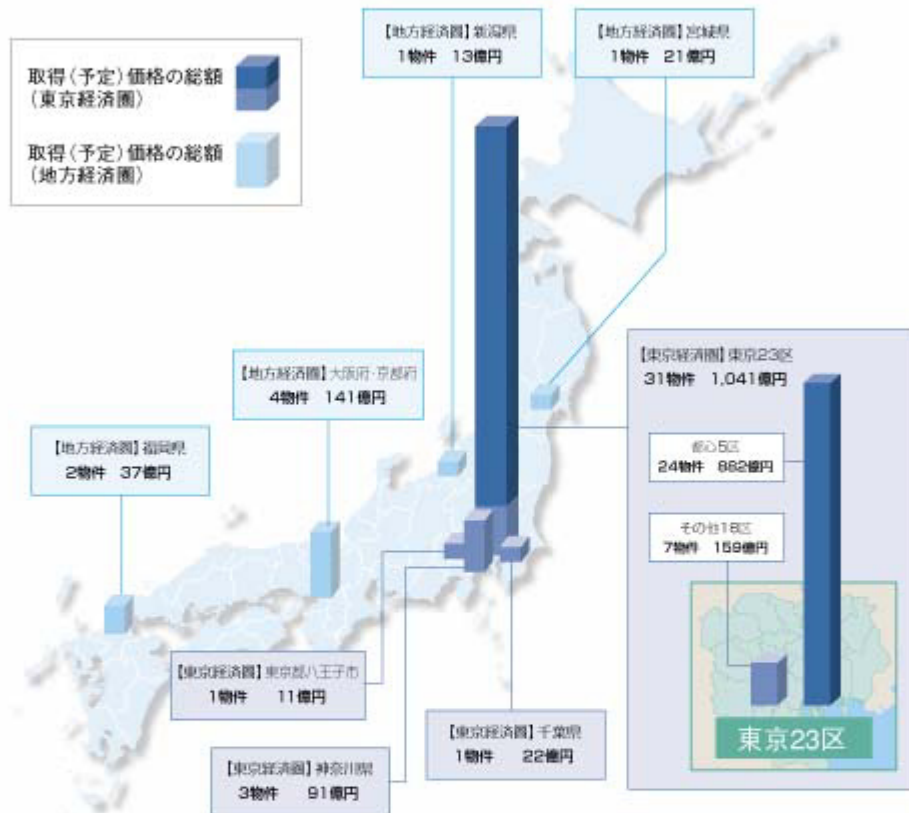 取得(予定)価格の総額
(東京経済圏)
取得(予定)価格の総額
(地方経済圏)
【地方経済圏】新潟県
1物件 13億円
【地方経済圏】宮城県
1物件 21億円
【地方経済圏】大阪府・京都府
4物件 141億円
【地方経済圏】福岡県
2物件 37億円
【東京経済圏】東京23区
31物件 1,041億円
都心5区
24物件 882億円
その他18区
7物件 159億円
東京23区
【東京経済圏】東京都八王子市
1物件 11億円
【東京経済圏】千葉県
1物件 22億円
【東京経済圏】神奈川県
3物件 91億円